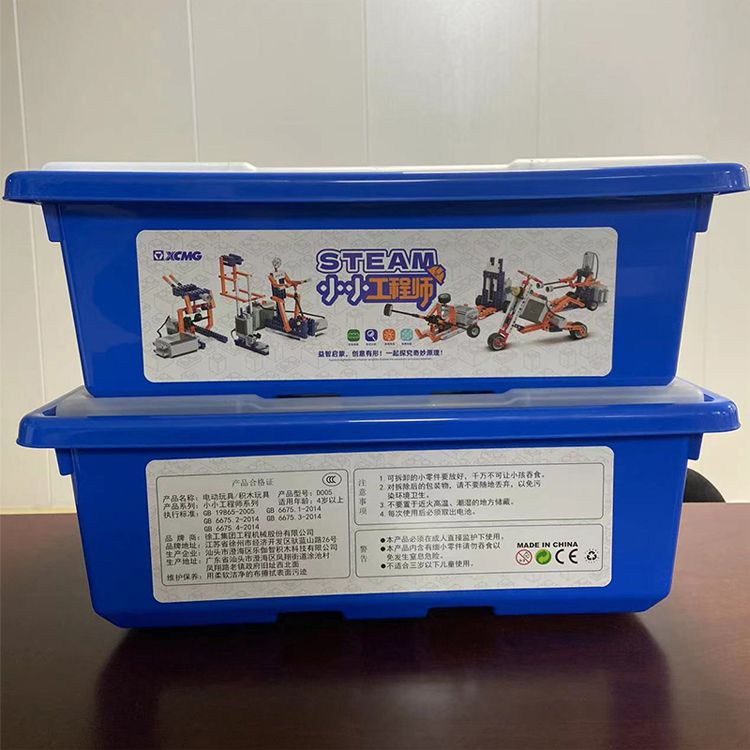 XCMG
STEAM
小小工程师
益智启蒙，创意有形！一起探究奇妙原理！
产品合格证
产品名称：电动玩具/积木玩具 产品型号：D005
产品系列：小小工程师系列 适用年龄：4岁以上
执行标准：GB 19865-2005 GB 6675.1-2014
GB 6675.2-2014 GB 6675.3-2014
GB 6675.4-2014
品牌商：徐工集团工程机械股份有限公司
品牌地址：江苏省徐州市经济开发区驮蓝山路26号
生产企业：汕头市澄海区乐伽智积木科技有限公司
生产地址：广东省汕头市澄海区凤翔街道涂池村
凤翔路老镇政府旧址西北面
维护保养：用柔软洁净的布擦拭表面污迹
注意事项
1. 可拆卸的小零件要放好，千万不可让小孩吞食。
2. 对拆除后的包装物，请不要随地丢弃，以免污
染环境卫生。
3. 不要置于近火高温、潮湿的地方储藏。
4. 每次使用后必须取出电池。
警告
●本产品必须在成人直接监护下使用。
●本产品内含有细小零件请勿吞食以
免发生窒息危险。
●不适合三岁以下儿童使用。
MADE IN CHINA
0-3
CE